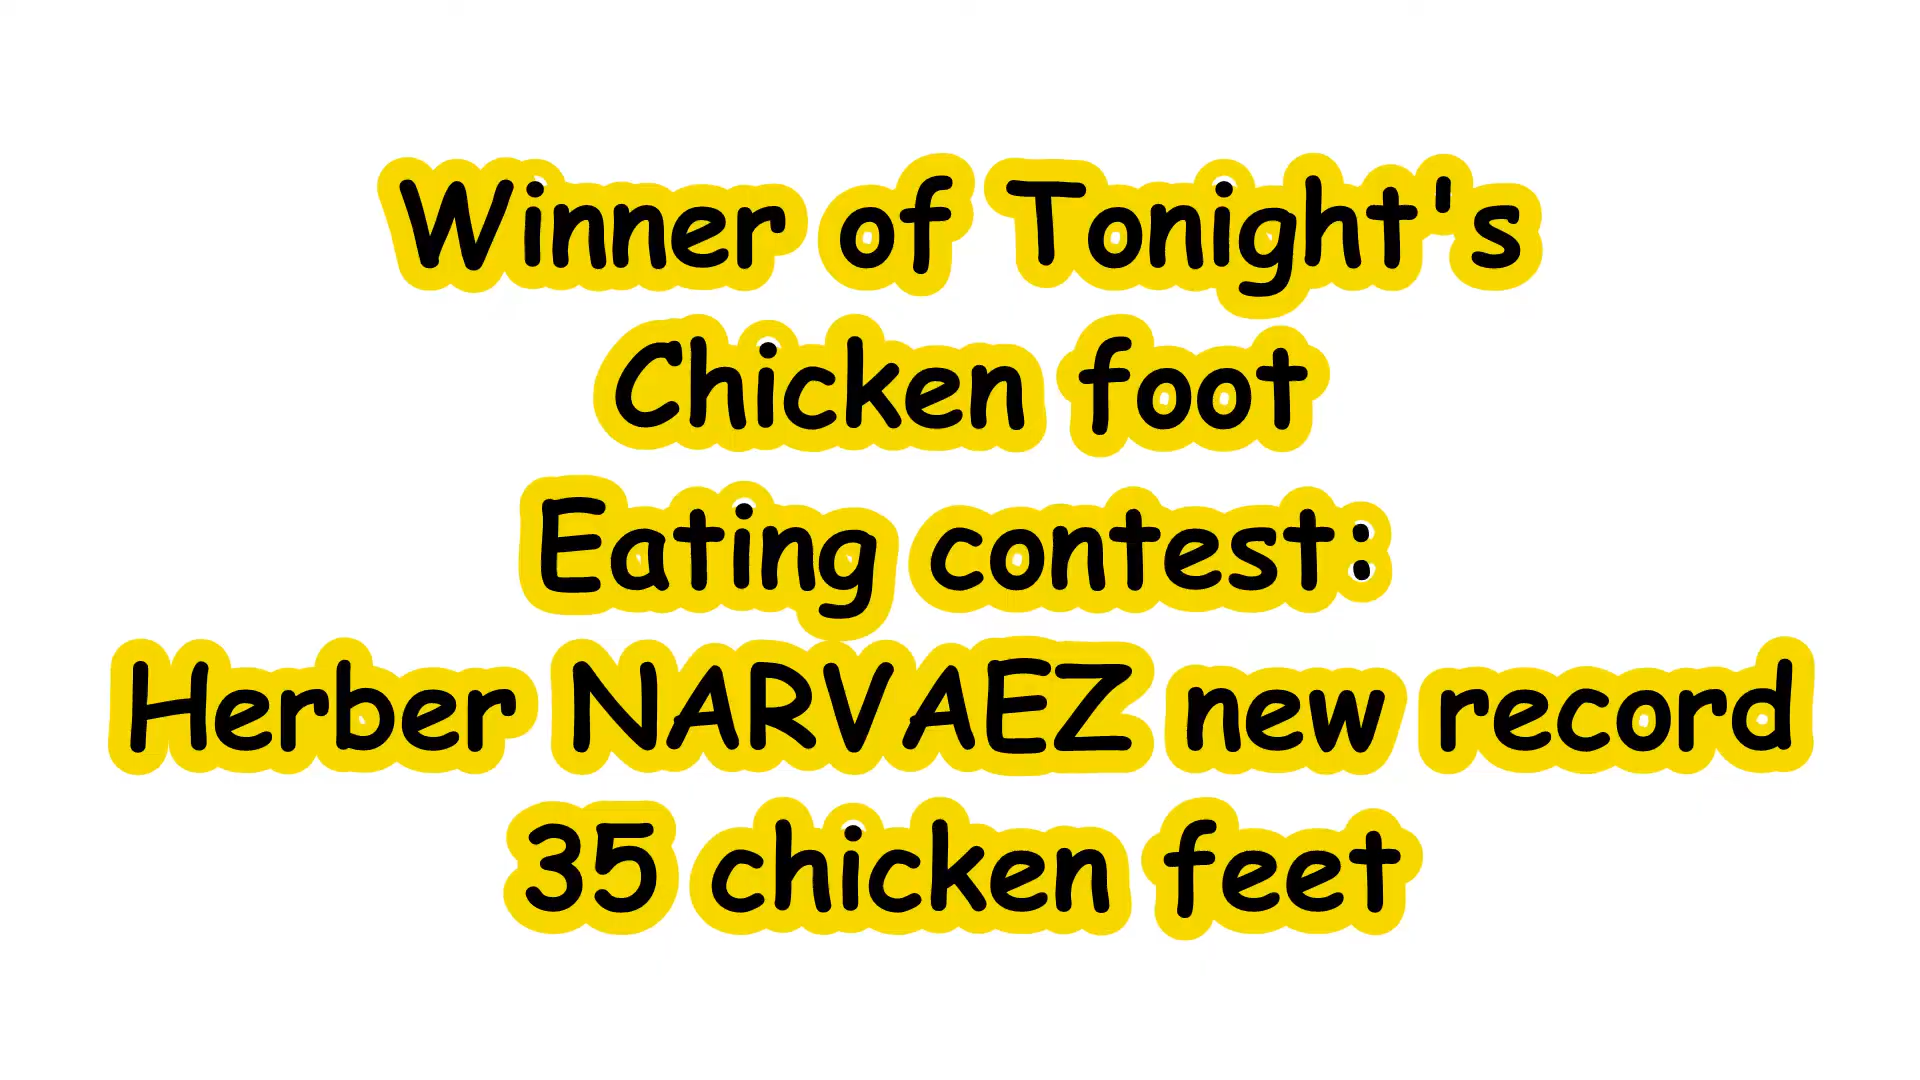 Winner of Tonight's
Chicken foot
Eating contest:
Herber NARVAEZ new record
35 chicken feet